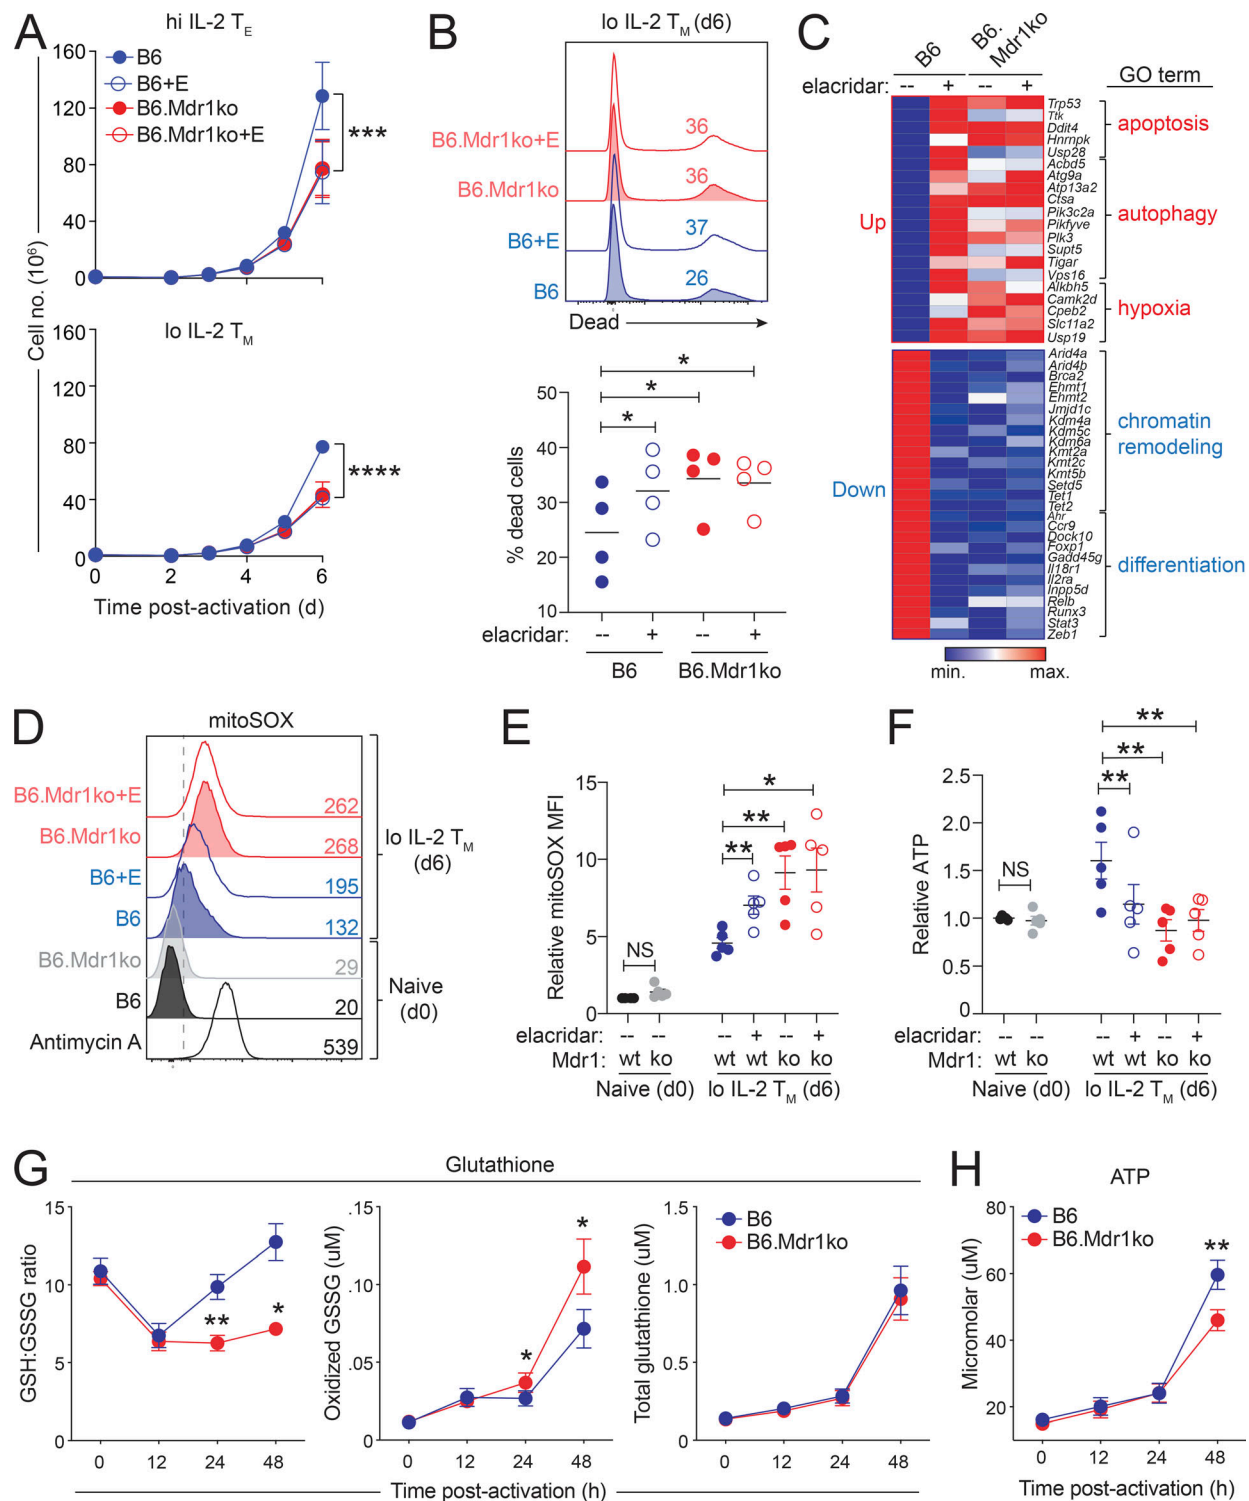 A
hi IL-2 TE
160
120
80
40
0
B6
B6+E
B6.Mdr1ko
B6.Mdr1ko+E
***
Cell no. (10⁶)
lo IL-2 TM
160
120
80
40
0
****
0 2 4 6
Time post-activation (d)
B
lo IL-2 TM (d6)
B6.Mdr1ko+E 36
B6.Mdr1ko 36
B6+E 37
B6 26
Dead
% dead cells
50
40
30
20
10
*
*
*
elacridar: -- + -- +
B6 B6.Mdr1ko
C
B6 B6.Mdr1ko
elacridar: -- + -- +
GO term
Up
Trp53
Ttk
Ddit4
Hnrnpk
Usp28
apoptosis
Acbd5
Atg9a
Atp13a2
Ctsa
Pik3c2a
Pikfyve
Plk3
Supt5
Tigar
Vps16
autophagy
Alkbh5
Camk2d
Cpeb2
Slc11a2
Usp19
hypoxia
Down
Arid4a
Arid4b
Brca2
Ehmt1
Ehmt2
Jmjd1c
Kdm4a
Kdm5c
Kdm6a
Kmt2a
Kmt2c
Kmt5b
Setd5
Tet1
Tet2
chromatin
remodeling
Ahr
Ccr9
Dock10
Foxp1
Gadd45g
Il18r1
Il2ra
Inpp5d
Relb
Runx3
Stat3
Zeb1
differentiation
min. max.
D
mitoSOX
B6.Mdr1ko+E 262
B6.Mdr1ko 268
B6+E 195
B6 132
B6.Mdr1ko 29
B6 20
Antimycin A 539
lo IL-2 TM
(d6)
Naive
(d0)
E
Relative mitoSOX MFI
15
10
5
0
NS
**
**
*
elacridar: -- -- -- + -- +
Mdr1: wt ko wt wt ko ko
Naive (d0) lo IL-2 TM (d6)
F
Relative ATP
2.5
2.0
1.5
1.0
0.5
0
NS
**
**
**
elacridar: -- -- -- + -- +
Mdr1: wt ko wt wt ko ko
Naive (d0) lo IL-2 TM (d6)
G
Glutathione
GSH:GSSG ratio
15
10
5
0
** *
0 12 24 48
Oxidized GSSG (uM)
.15
.10
.05
0
* *
0 12 24 48
Total glutathione (uM)
1.5
1.0
0.5
0
B6
B6.Mdr1ko
0 12 24 48
Time post-activation (h)
H
ATP
Micromolar (uM)
80
60
40
20
B6
B6.Mdr1ko
**
0 12 24 48
Time post-activation (h)